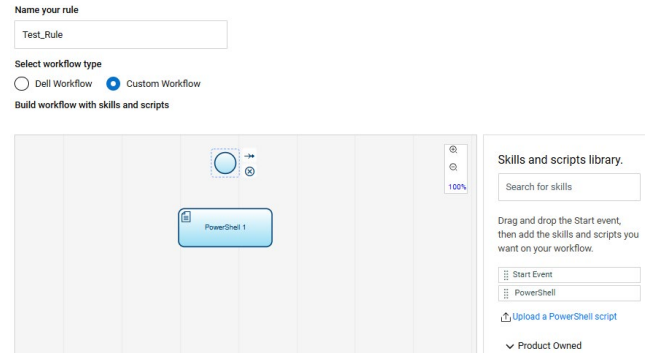 Name your rule
Test_Rule
Select workflow type
Dell Workflow
Custom Workflow
Build workflow with skills and scripts
100%
PowerShell 1
Skills and scripts library.
Search for skills
Drag and drop the Start event,
then add the skills and scripts you
want on your workflow.
Start Event
PowerShell
Upload a PowerShell script
Product Owned